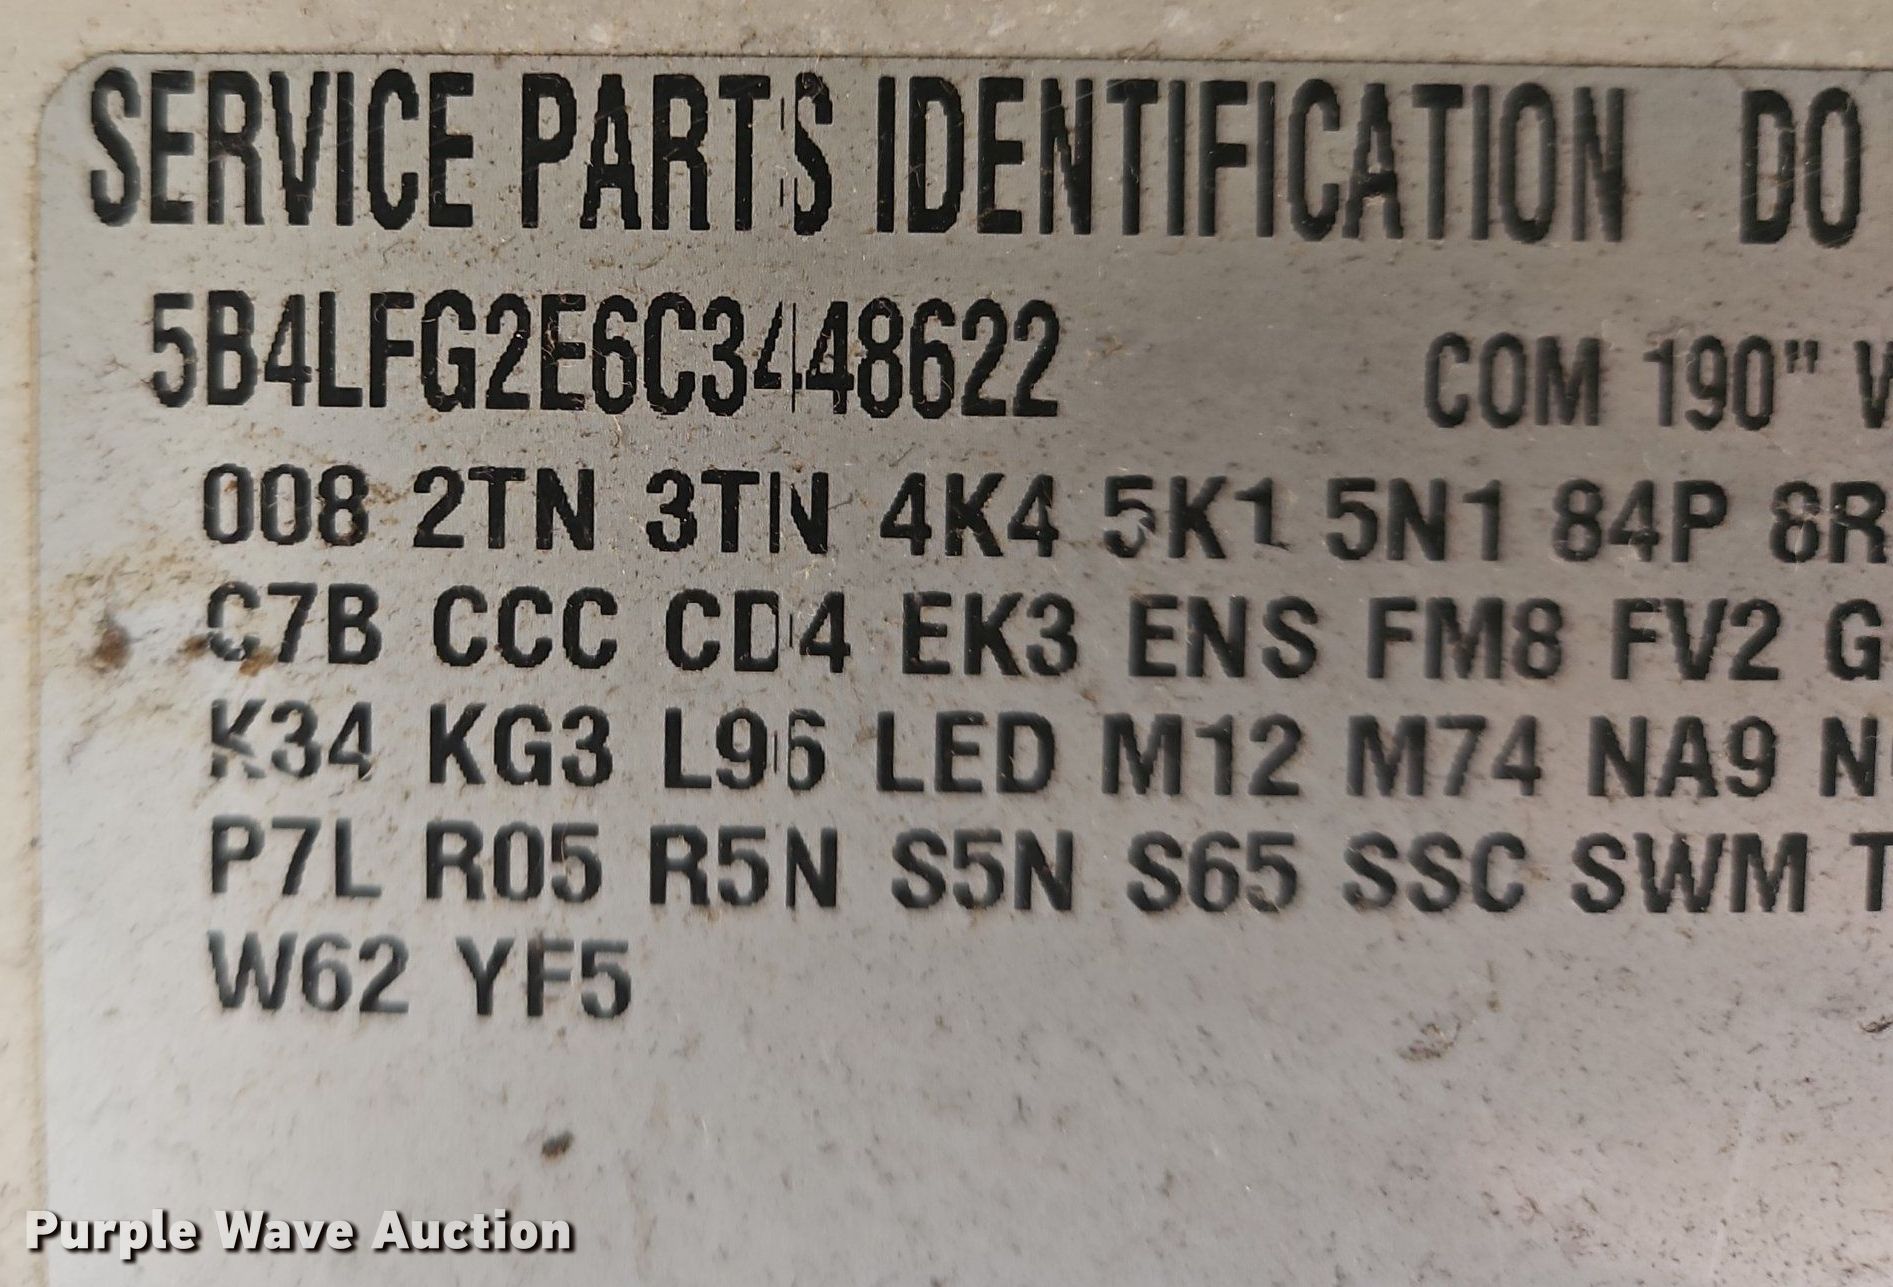 SERVICE PARTS IDENTIFICATION DO
5B4LFG2E6C3448622 COM 190"
008 2TN 3TN 4K4 5K1 5N1 84P 8R
C7B CCC CD4 EK3 ENS FM8 FV2 G
K34 KG3 L96 LED M12 M74 NA9 N
P7L R05 R5N S5N S65 SSC SWM T
W62 YF5
Purple Wave Auction